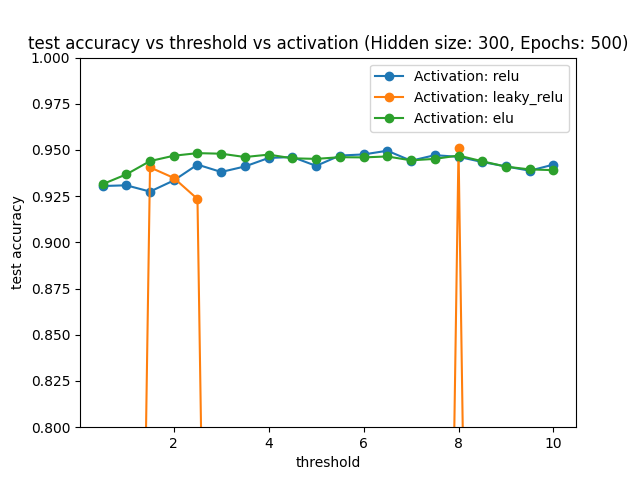 test accuracy vs threshold vs activation (Hidden size: 300, Epochs: 500)
1.000
0.975
0.950
0.925
0.900
0.875
0.850
0.825
0.800
test accuracy
Activation: relu
Activation: leaky_relu
Activation: elu
2
4
6
8
10
threshold